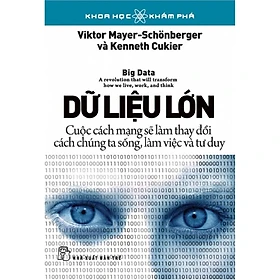 KHOA HỌC KHÁM PHÁ
Viktor Mayer-Schönberger
và Kenneth Cukier
Big Data
A revolution that will transform
how we live, work, and think
DỮ LIỆU LỚN
Cuộc cách mạng sẽ làm thay đổi
cách chúng ta sống, làm việc và tư duy
NHÀ XUẤT BẢN TRẺ